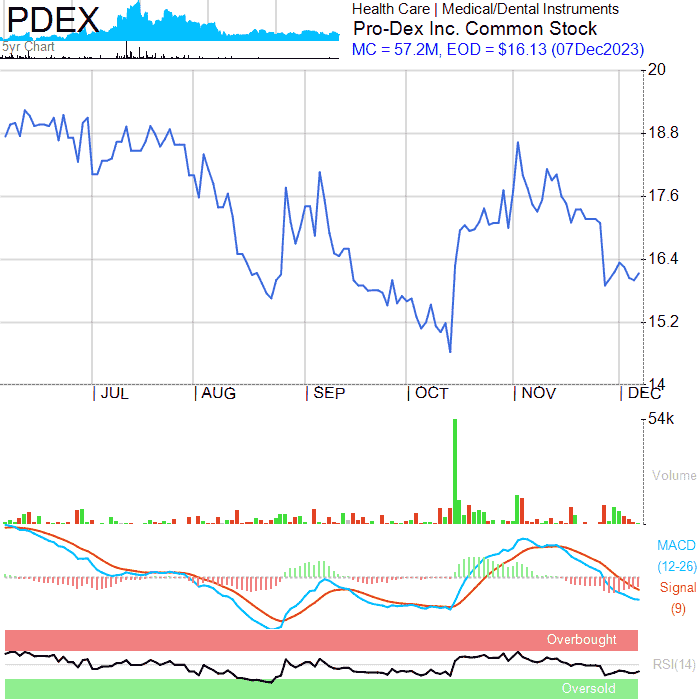 PDEX
5yr Chart
Health Care | Medical/Dental Instruments
Pro-Dex Inc. Common Stock
MC = 57.2M, EOD = $16.13 (07Dec2023)
20
18.8
17.6
16.4
15.2
14
JUL AUG SEP OCT NOV DEC
54k
Volume
MACD
(12-26)
Signal
(9)
Overbought
RSI(14)
Oversold